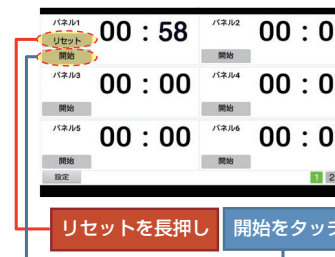 パネル1
00 : 58
リセット
開始
パネル2
00 : 0
開始
パネル3
00 : 00
開始
パネル4
00 : 0
開始
パネル5
00 : 00
開始
パネル6
00 : 0
開始
設定
1 2
リセットを長押し
開始をタッチ